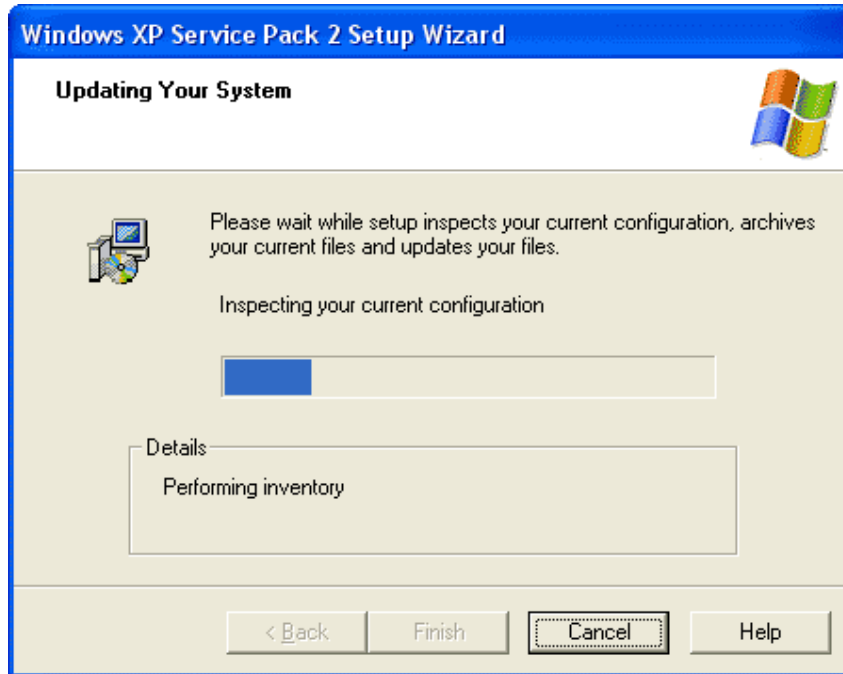 Windows XP Service Pack 2 Setup Wizard
Updating Your System
Please wait while setup inspects your current configuration, archives
your current files and updates your files.
Inspecting your current configuration
Details
Performing inventory
< Back
Finish
Cancel
Help